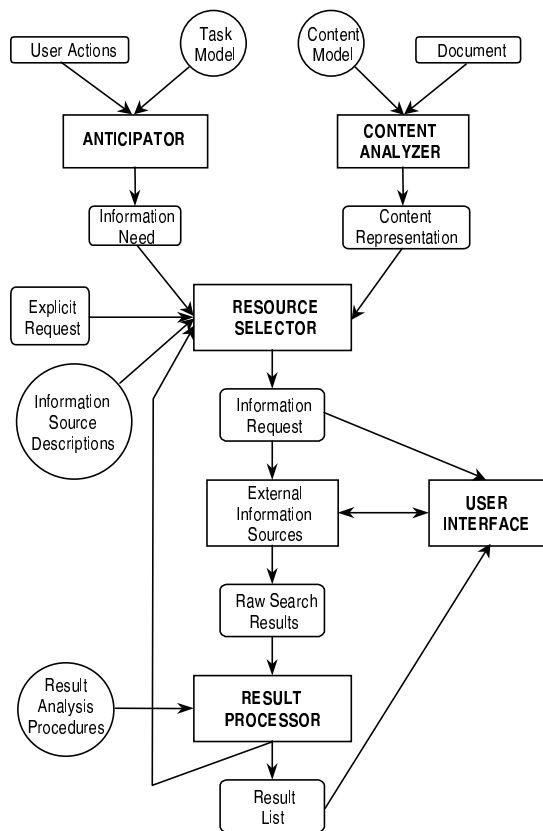 User Actions
Task
Model
Content
Model
Document
ANTICIPATOR
CONTENT
ANALYZER
Information
Need
Content
Representation
Explicit
Request
RESOURCE
SELECTOR
Information
Source
Descriptions
Information
Request
External
Information
Sources
USER
INTERFACE
Raw Search
Results
Result
Analysis
Procedures
RESULT
PROCESSOR
Result
List